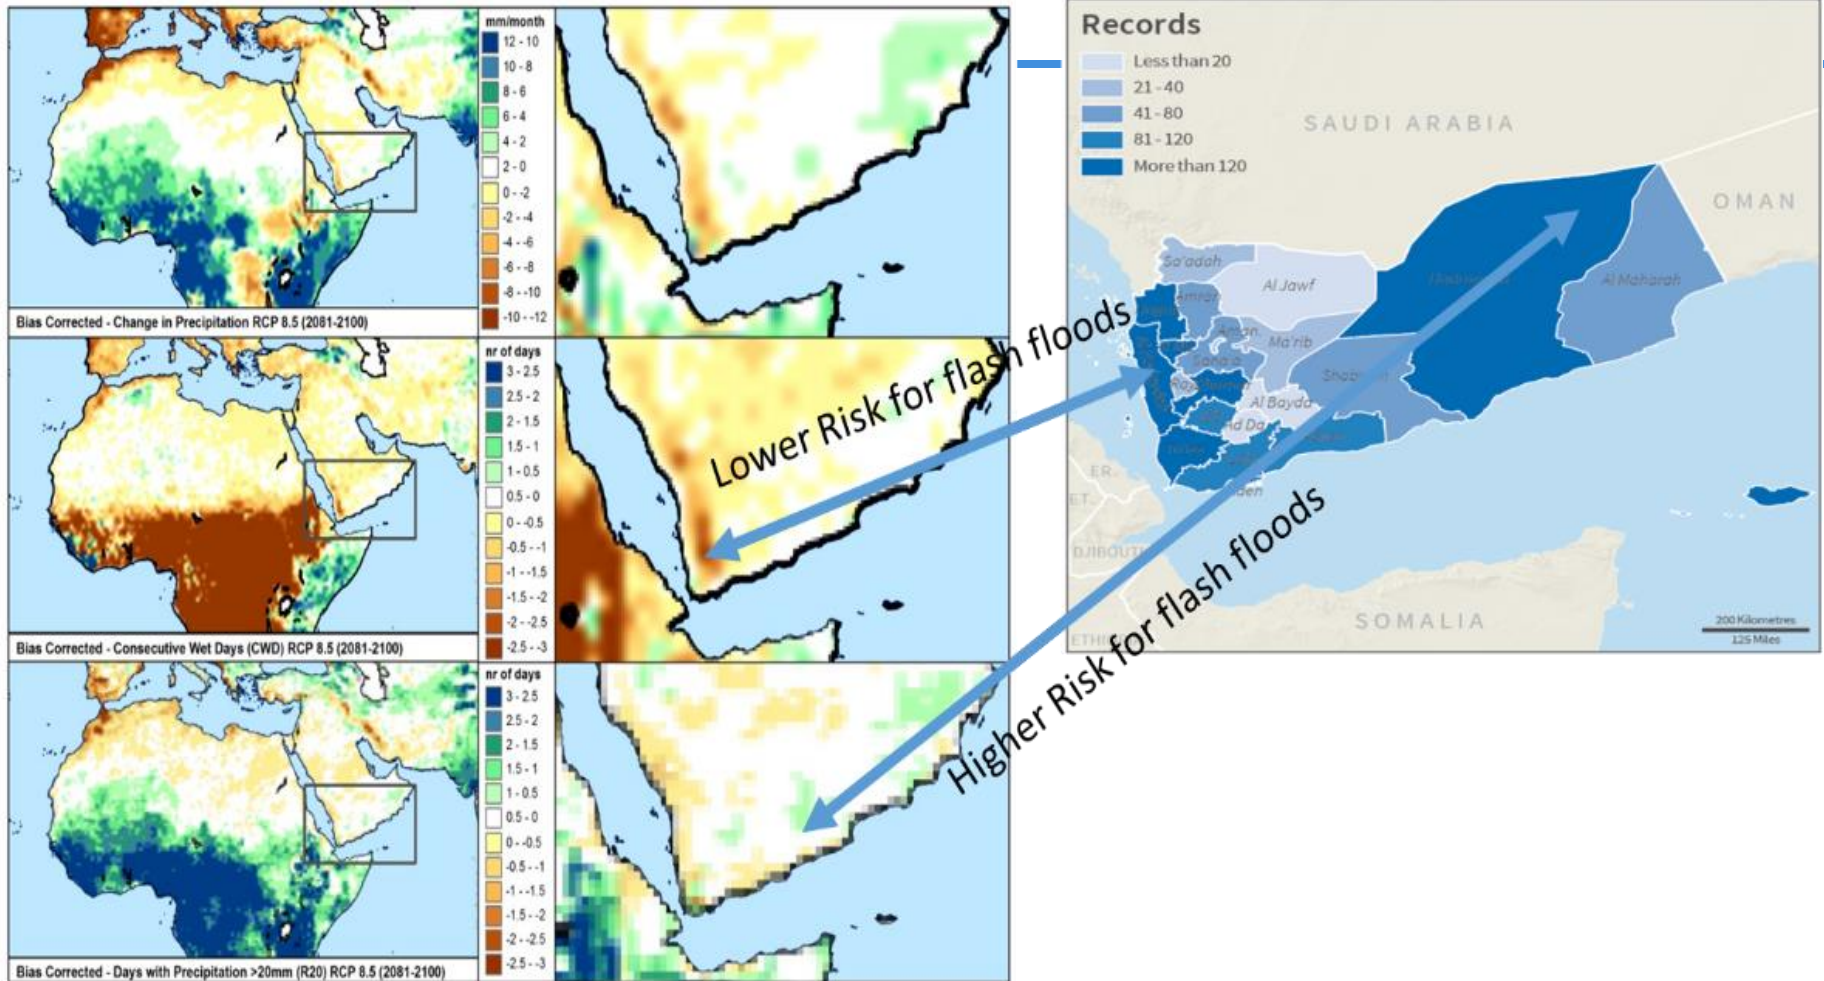 mm/month
12 - 10
10 - 8
8 - 6
6 - 4
4 - 2
2 - 0
0 - -2
-2 - -4
-4 - -6
-6 - -8
-8 - -10
-10 - -12
Bias Corrected - Change in Precipitation RCP 8.5 (2081-2100)
nr of days
3 - 2.5
2.5 - 2
2 - 1.5
1.5 - 1
1 - 0.5
0.5 - 0
0 - -0.5
-0.5 - -1
-1 - -1.5
-1.5 - -2
-2 - -2.5
-2.5 - -3
Bias Corrected - Consecutive Wet Days (CWD) RCP 8.5 (2081-2100)
nr of days
3 - 2.5
2.5 - 2
2 - 1.5
1.5 - 1
1 - 0.5
0.5 - 0
0 - -0.5
-0.5 - -1
-1 - -1.5
-1.5 - -2
-2 - -2.5
-2.5 - -3
Bias Corrected - Days with Precipitation >20mm (R20) RCP 8.5 (2081-2100)
Lower Risk for flash floods
Higher Risk for flash floods
Records
Less than 20
21 - 40
41 - 80
81 - 120
More than 120
SAUDI ARABIA
OMAN
Sa'adah
Al Jawf
Amran
Al Maharah
Ma'rib
Sana'a
Al Bayda
Ad Da
ER.
ET.
DJIBOUTI
SOMALIA
200 Kilometres
125 Miles